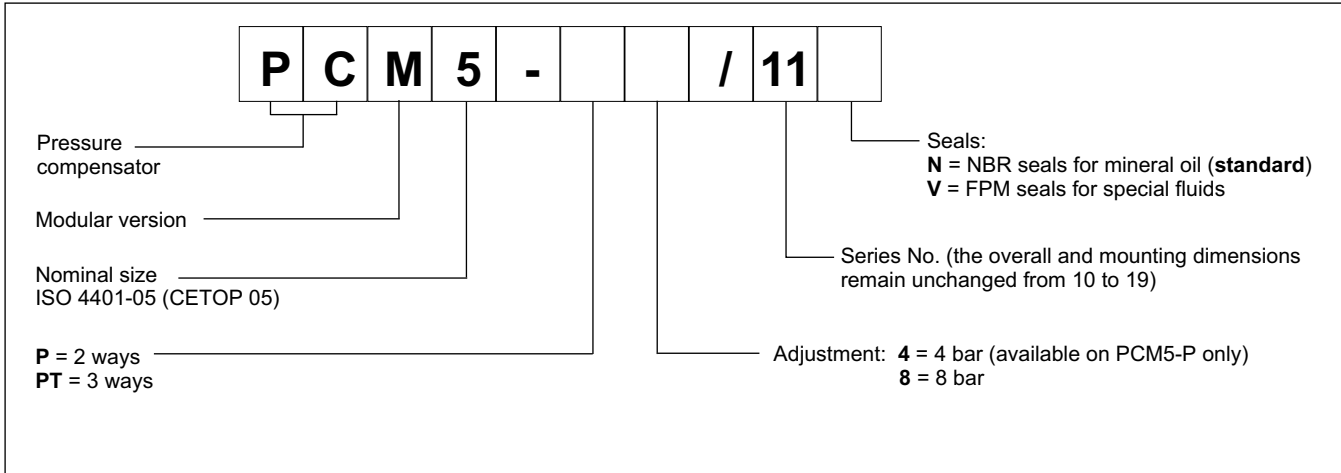 P C M 5 - / 11
Pressure
compensator
Modular version
Nominal size
ISO 4401-05 (CETOP 05)
P = 2 ways
PT = 3 ways
Seals:
N = NBR seals for mineral oil (standard)
V = FPM seals for special fluids
Series No. (the overall and mounting dimensions
remain unchanged from 10 to 19)
Adjustment: 4 = 4 bar (available on PCM5-P only)
8 = 8 bar